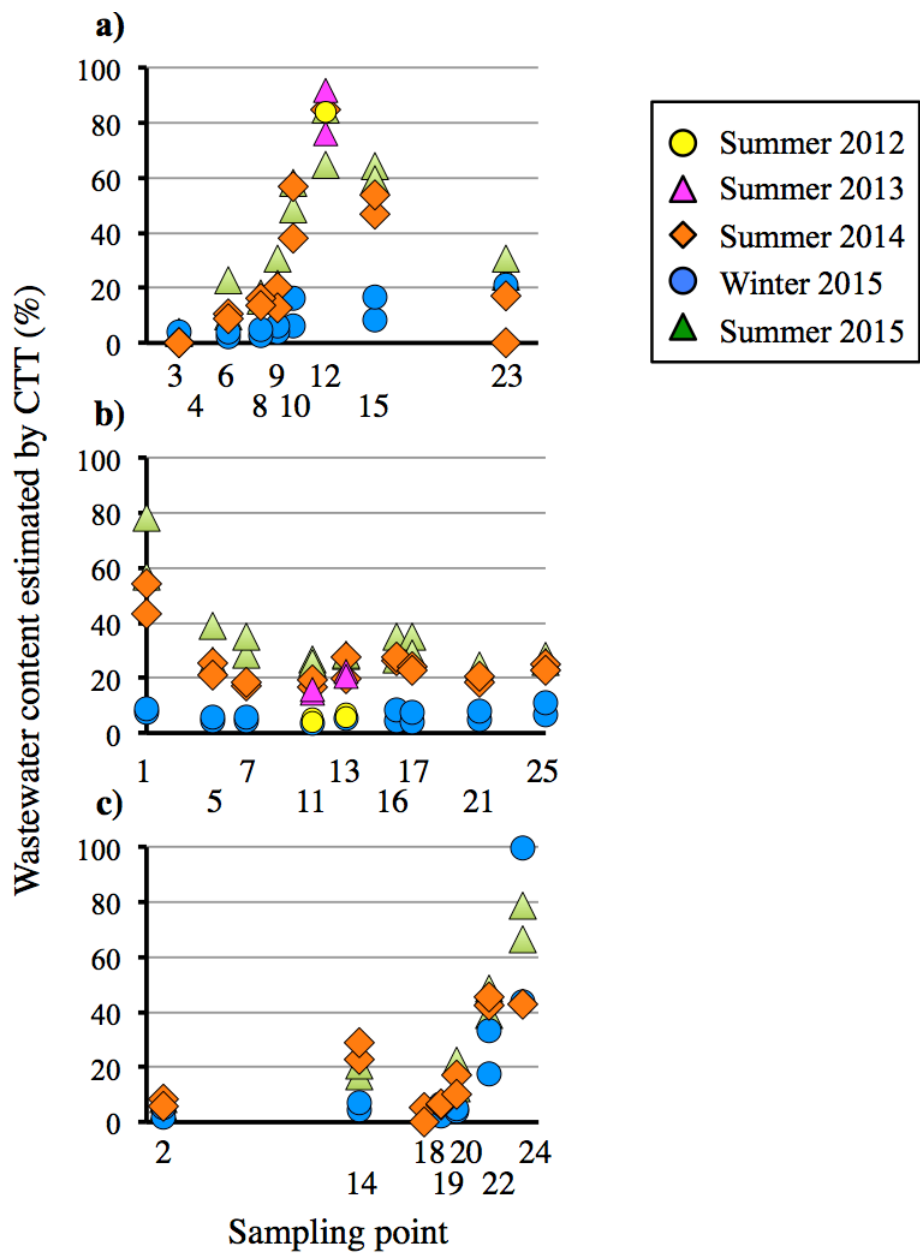 a)
100
80
60
40
20
0
3 6 9 12 23
4 8 10 15
Summer 2012
Summer 2013
Summer 2014
Winter 2015
Summer 2015
Wastewater content estimated by CTT (%)
b)
100
80
60
40
20
0
1 7 13 17 25
5 11 16 21
c)
100
80
60
40
20
0
2 18 20 24
14 19 22
Sampling point